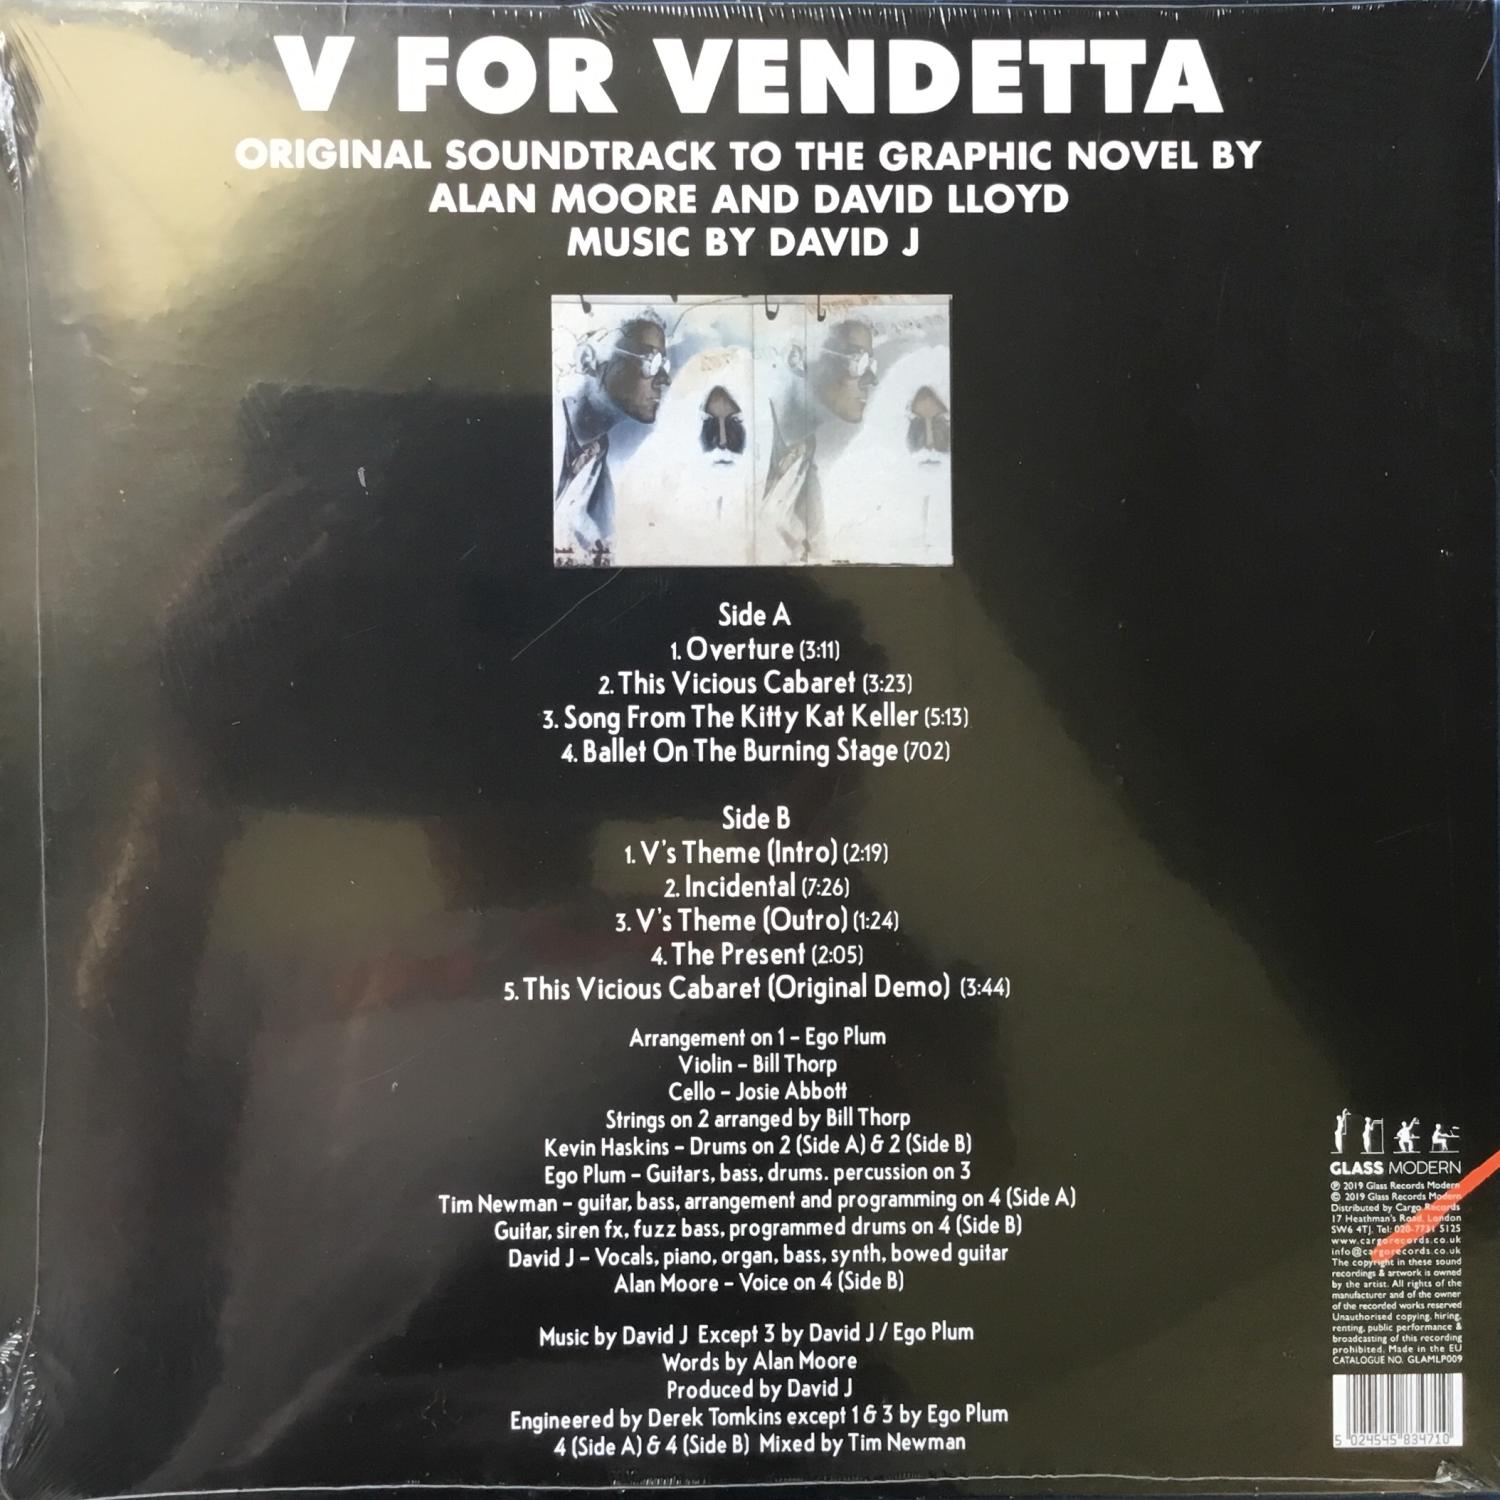 V FOR VENDETTA
ORIGINAL SOUNDTRACK TO THE GRAPHIC NOVEL BY
ALAN MOORE AND DAVID LLOYD
MUSIC BY DAVID J
Side A
1. Overture (3:11)
2. This Vicious Cabaret (3:23)
3. Song From The Kitty Kat Keller (5:13)
4. Ballet On The Burning Stage (702)
Side B
1. V's Theme (Intro) (2:19)
2. Incidental (7:26)
3. V's Theme (Outro) (1:24)
4. The Present (2:05)
5. This Vicious Cabaret (Original Demo) (3:44)
Arrangement on 1 – Ego Plum
Violin – Bill Thorp
Cello – Josie Abbott
Strings on 2 arranged by Bill Thorp
Kevin Haskins – Drums on 2 (Side A) & 2 (Side B)
Ego Plum – Guitars, bass, drums. percussion on 3
Tim Newman – guitar, bass, arrangement and programming on 4 (Side A)
Guitar, siren fx, fuzz bass, programmed drums on 4 (Side B)
David J – Vocals, piano, organ, bass, synth, bowed guitar
Alan Moore – Voice on 4 (Side B)
Music by David J Except 3 by David J / Ego Plum
Words by Alan Moore
Produced by David J
Engineered by Derek Tomkins except 1 & 3 by Ego Plum
4 (Side A) & 4 (Side B) Mixed by Tim Newman
GLASS MODERN
℗ 2019 Glass Records Modern
© 2019 Glass Records Modern
Distributed by Cargo Records
17 Heathman's Road, London
SW6 4TJ. Tel: 020-7731 5125
www.cargorecords.co.uk
info@cargorecords.co.uk
The copyright in these sound
recordings & artwork is owned
by the artist. All rights of the
manufacturer and of the owner
of the recorded works reserved
Unauthorised copying, hiring,
renting, public performance &
broadcasting of this recording
prohibited. Made in the EU
CATALOGUE NO. GLAMLP009
5 024545 834710